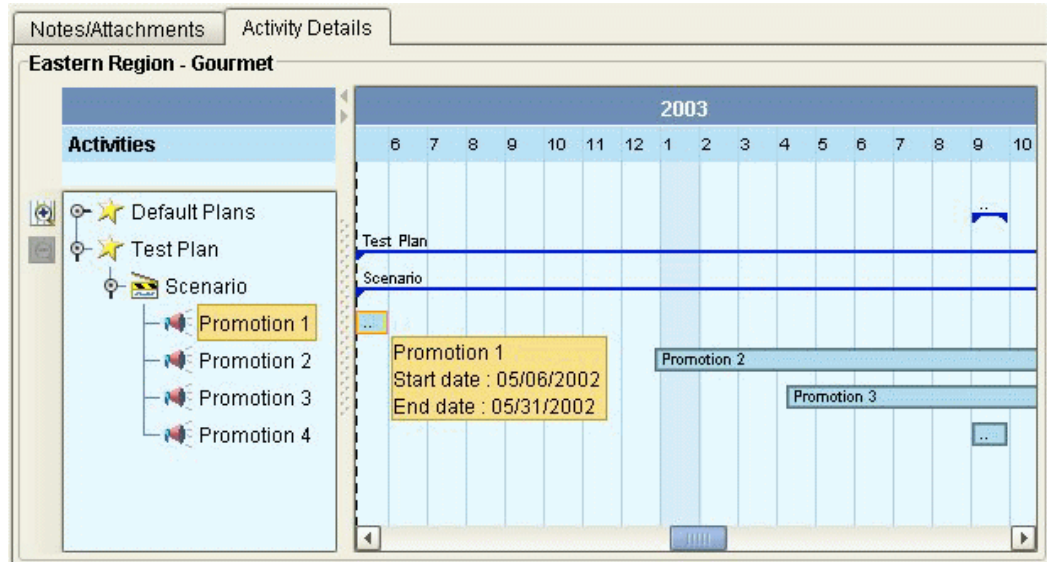 Notes/Attachments Activity Details
Eastern Region - Gourmet
2003
Activities 6 7 8 9 10 11 12 1 2 3 4 5 6 7 8 9 10
Default Plans ..
Test Plan Test Plan
Scenario Scenario
Promotion 1 ..
Promotion 1
Start date : 05/06/2002
End date : 05/31/2002
Promotion 2 Promotion 2
Promotion 3 Promotion 3
Promotion 4 ..